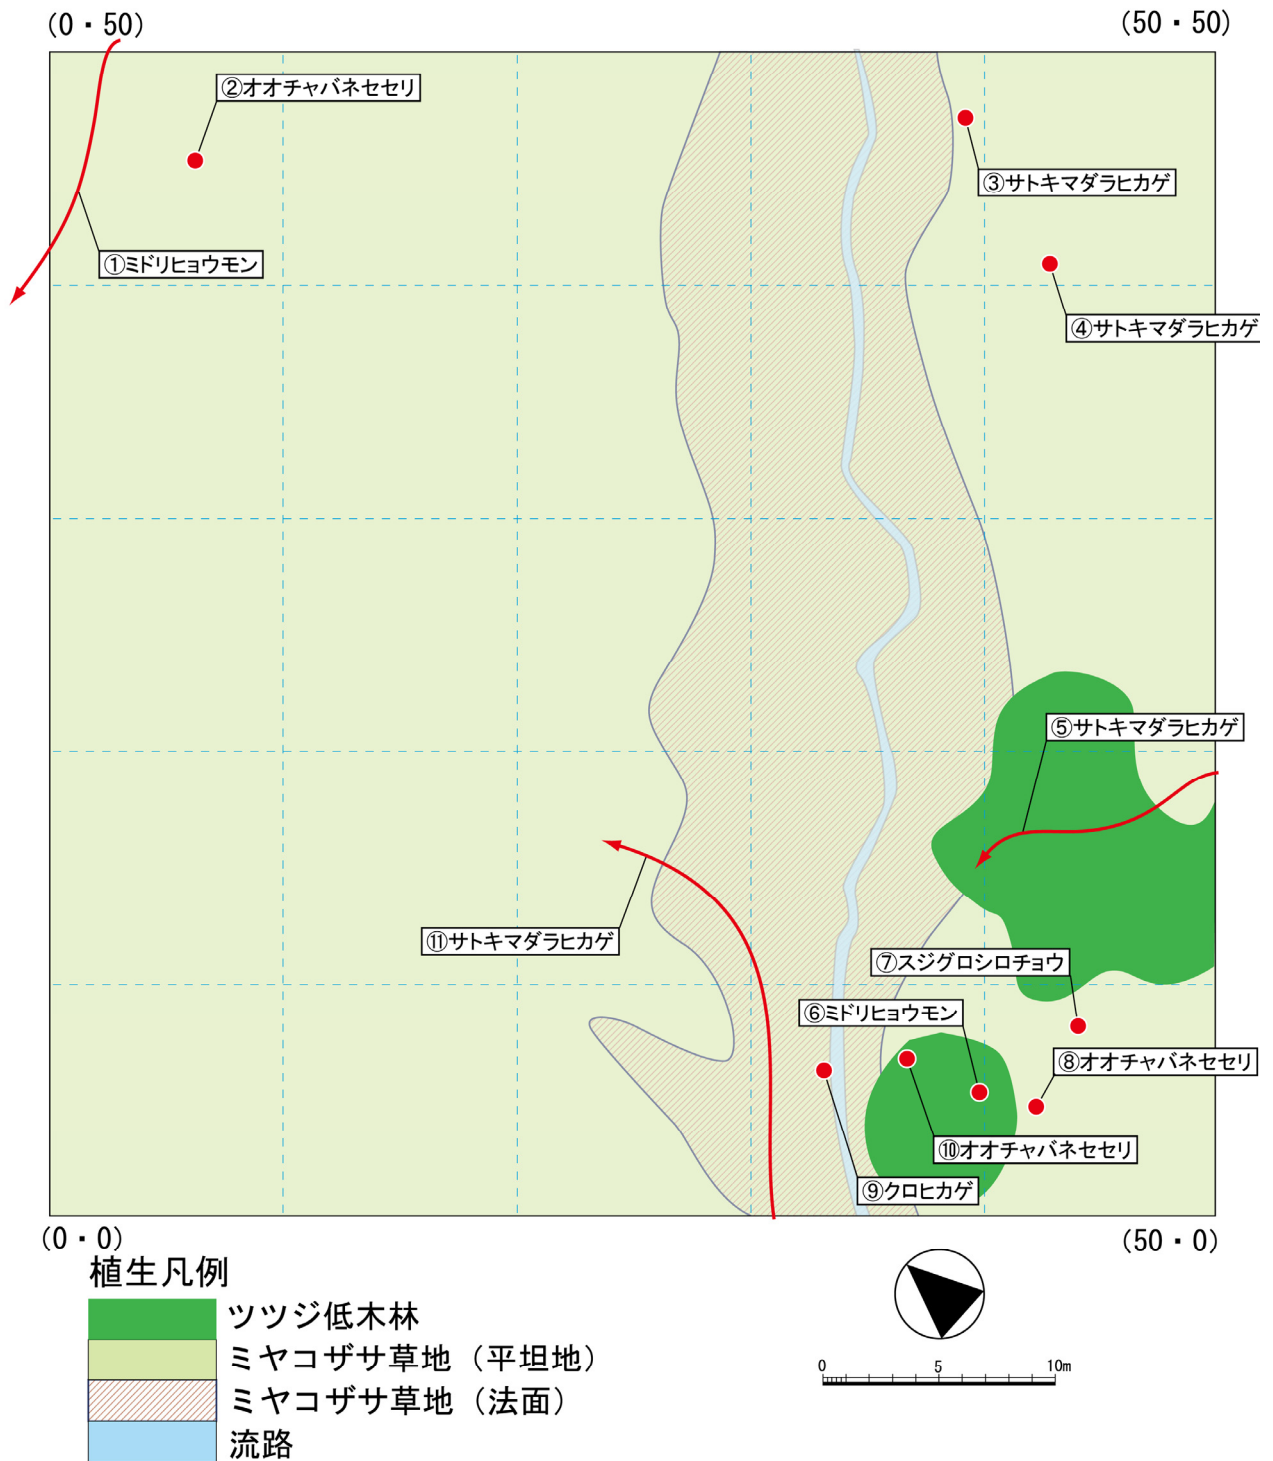 (0・50)
(50・50)
②オオチャバネセセリ
③サトキマダラヒカゲ
①ミドリヒョウモン
④サトキマダラヒカゲ
⑤サトキマダラヒカゲ
⑪サトキマダラヒカゲ
⑦スジグロシロチョウ
⑥ミドリヒョウモン
⑧オオチャバネセセリ
⑩オオチャバネセセリ
⑨クロヒカゲ
(0・0)
(50・0)
植生凡例
ツツジ低木林
ミヤコザサ草地（平坦地）
ミヤコザサ草地（法面）
流路
0 5 10m